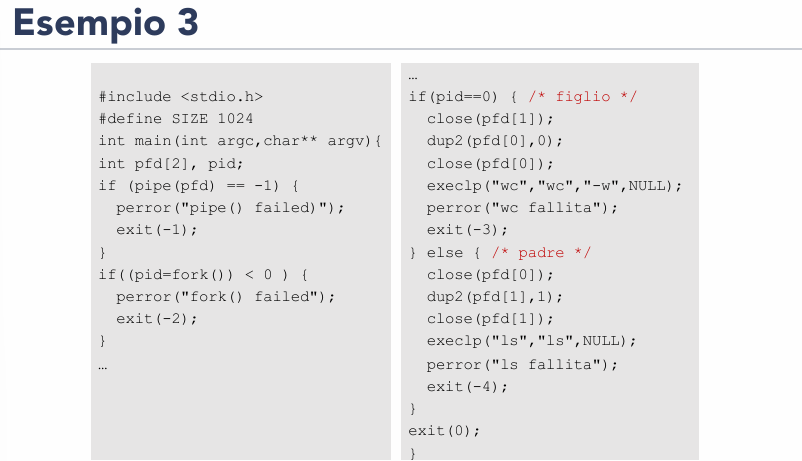 Esempio 3
#include <stdio.h>
#define SIZE 1024
int main(int argc,char** argv){
int pfd[2], pid;
if (pipe(pfd) == -1) {
perror("pipe() failed)");
exit(-1);
}
if((pid=fork()) < 0 ) {
perror("fork() failed");
exit(-2);
}
…
…
if(pid==0) { /* figlio */
close(pfd[1]);
dup2(pfd[0],0);
close(pfd[0]);
execlp("wc","wc","-w",NULL);
perror("wc fallita");
exit(-3);
} else { /* padre */
close(pfd[0]);
dup2(pfd[1],1);
close(pfd[1]);
execlp("ls","ls",NULL);
perror("ls fallita");
exit(-4);
}
exit(0);
}